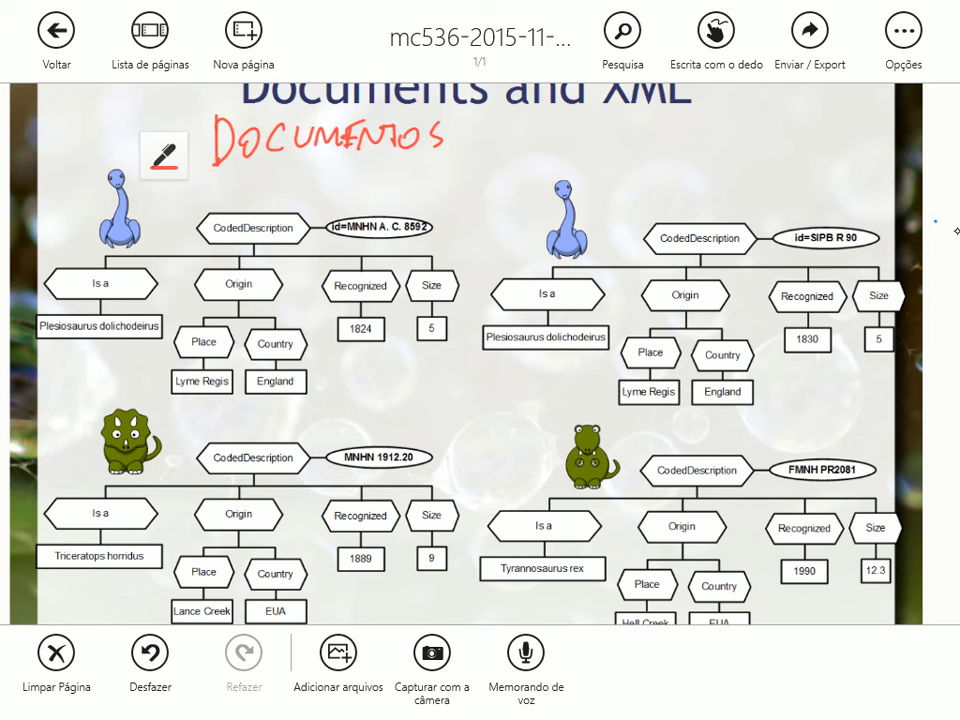 mc536-2015-11-...
1/1
Voltar
Lista de páginas
Nova página
Pesquisa
Escrita com o dedo
Enviar / Export
Opções
Documents and XML
DOCUMENTOS
CodedDescription
id=MNHN A. C. 8592
Is a
Origin
Recognized
Size
Plesiosaurus dolichodeirus
Place
Country
1824
5
Lyme Regis
England
CodedDescription
id=SIPB R 90
Is a
Origin
Recognized
Size
Plesiosaurus dolichodeirus
Place
Country
1830
5
Lyme Regis
England
CodedDescription
MNHN 1912.20
Is a
Origin
Recognized
Size
Triceratops horridus
Place
Country
1889
9
Lance Creek
EUA
CodedDescription
FMNH PR2081
Is a
Origin
Recognized
Size
Tyrannosaurus rex
Place
Country
1990
12.3
Hell Creek
EUA
Limpar Página
Desfazer
Refazer
Adicionar arquivos
Capturar com a
câmera
Memorando de
voz